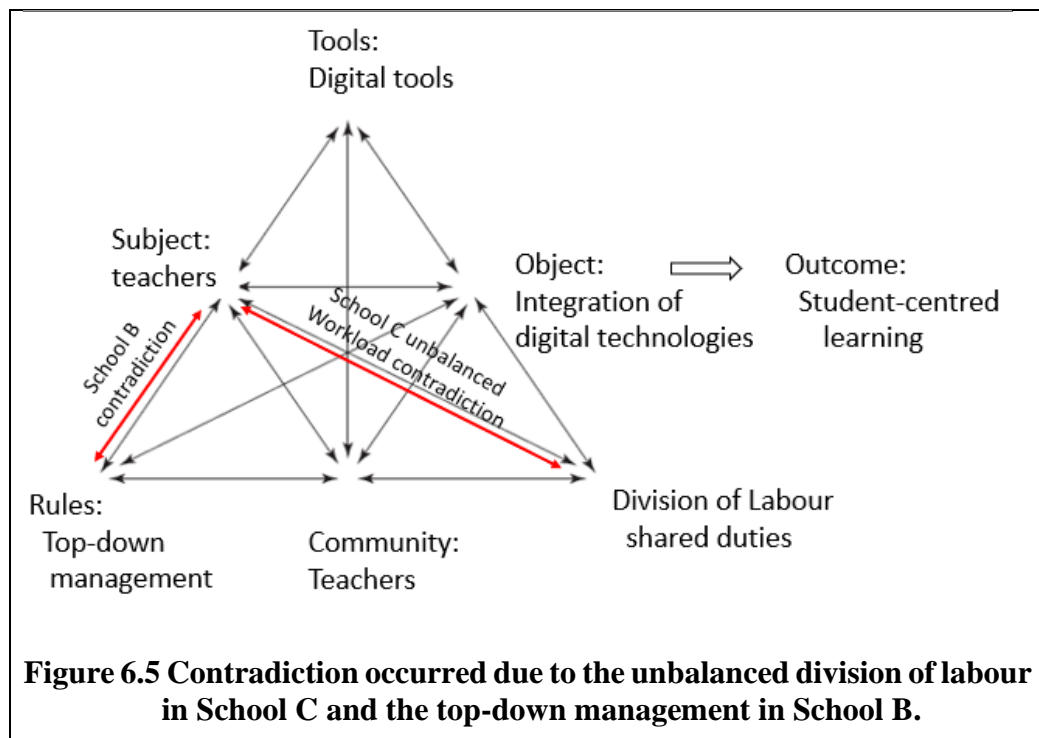 Tools:
Digital tools
Subject:
teachers
Object:
Integration of
digital technologies
Outcome:
Student-centred
learning
School B
contradiction
School C unbalanced
Workload contradiction
Rules:
Top-down
management
Community:
Teachers
Division of Labour
shared duties
Figure 6.5 Contradiction occurred due to the unbalanced division of labour
in School C and the top-down management in School B.